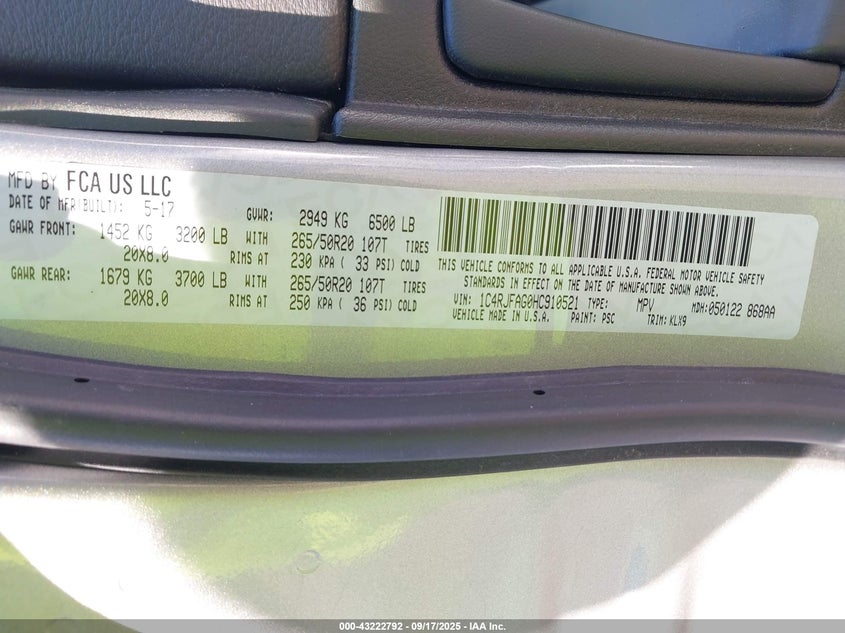 MFD BY FCA US LLC
DATE OF MFR(BUILT): 5-17 GVWR: 2949 KG 6500 LB
GAWR FRONT: 1452 KG 3200 LB WITH 265/50R20 107T TIRES
20X8.0 RIMS AT 230 KPA ( 33 PSI) COLD
GAWR REAR: 1679 KG 3700 LB WITH 265/50R20 107T TIRES
20X8.0 RIMS AT 250 KPA ( 36 PSI) COLD
THIS VEHICLE CONFORMS TO ALL APPLICABLE U.S.A. FEDERAL MOTOR VEHICLE SAFETY
STANDARDS IN EFFECT ON THE DATE OF MANUFACTURE SHOWN ABOVE.
VIN: 1C4RJFAG0HC910521 TYPE: MPV MDH: 050122 868AA
VEHICLE MADE IN U.S.A. PAINT: PSC TRIM: KLX9
000-43222792 - 09/17/2025 - IAA Inc.